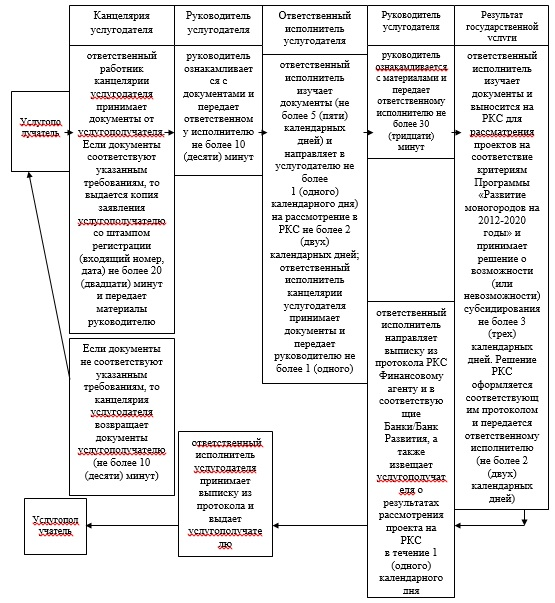 Канцелярия
услугодателя
Руководитель
услугодателя
Ответственный
исполнитель
услугодателя
Руководитель
услугодателя
Результат
государственной
услуги
Услугопо
лучатель
ответственный
работник
канцелярии
услугодателя
принимает
документы от
услугополучателя.
Если документы
соответствуют
указанным
требованиям, то
выдается копия
заявления
услугополучателю
со штампом
регистрации
(входящий номер,
дата) не более 20
(двадцати) минут
и передает
материалы
руководителю
руководитель
ознакамливает
ся с
документами и
передает
ответственном
у исполнителю
не более 10
(десяти) минут
ответственный
исполнитель
изучает
документы (не
более 5 (пяти)
календарных
дней) и
направляет в
услугодателю не
более
1 (одного)
календарного дня)
на рассмотрение в
РКС не более 2
(двух)
календарных дней;
ответственный
исполнитель
канцелярии
услугодателя
принимает
документы и
передает
руководителю не
более 1 (одного)
руководитель
ознакамливается
с материалами и
передает
ответственному
исполнителю не
более 30
(тридцати)
минут
ответственный
исполнитель
изучает
документы и
выносится на
РКС для
рассматрения
проектов на
соответствие
критериям
Программы
«Развитие
моногородов на
2012-2020
годы» и
принимает
решение о
возможности
(или
невозможности)
субсидирования
не более 3
(трех)
календарных
дней. Решение
РКС
оформляется
соответствующ
им протоколом
и передается
ответственному
исполнителю
(не более 2
(двух)
календарных
дней)
Если документы
не соответствуют
указанным
требованиям, то
канцелярия
услугодателя
возвращает
документы
услугополучателю
(не более 10
(десяти) минут)
ответственный
исполнитель
направляет
выписку из
протокола РКС
Финансовому
агенту и в
соответствую
щие
Банки/Банк
Развития, а
также
извещает
услугополучат
еля о
результатах
рассмотрения
проекта на
РКС
в течение 1
(одного)
календарного
дня
ответственный
исполнитель
услугодателя
принимает
выписку из
протокола и
выдает
услугополучате
лю
Услугопол
учатель